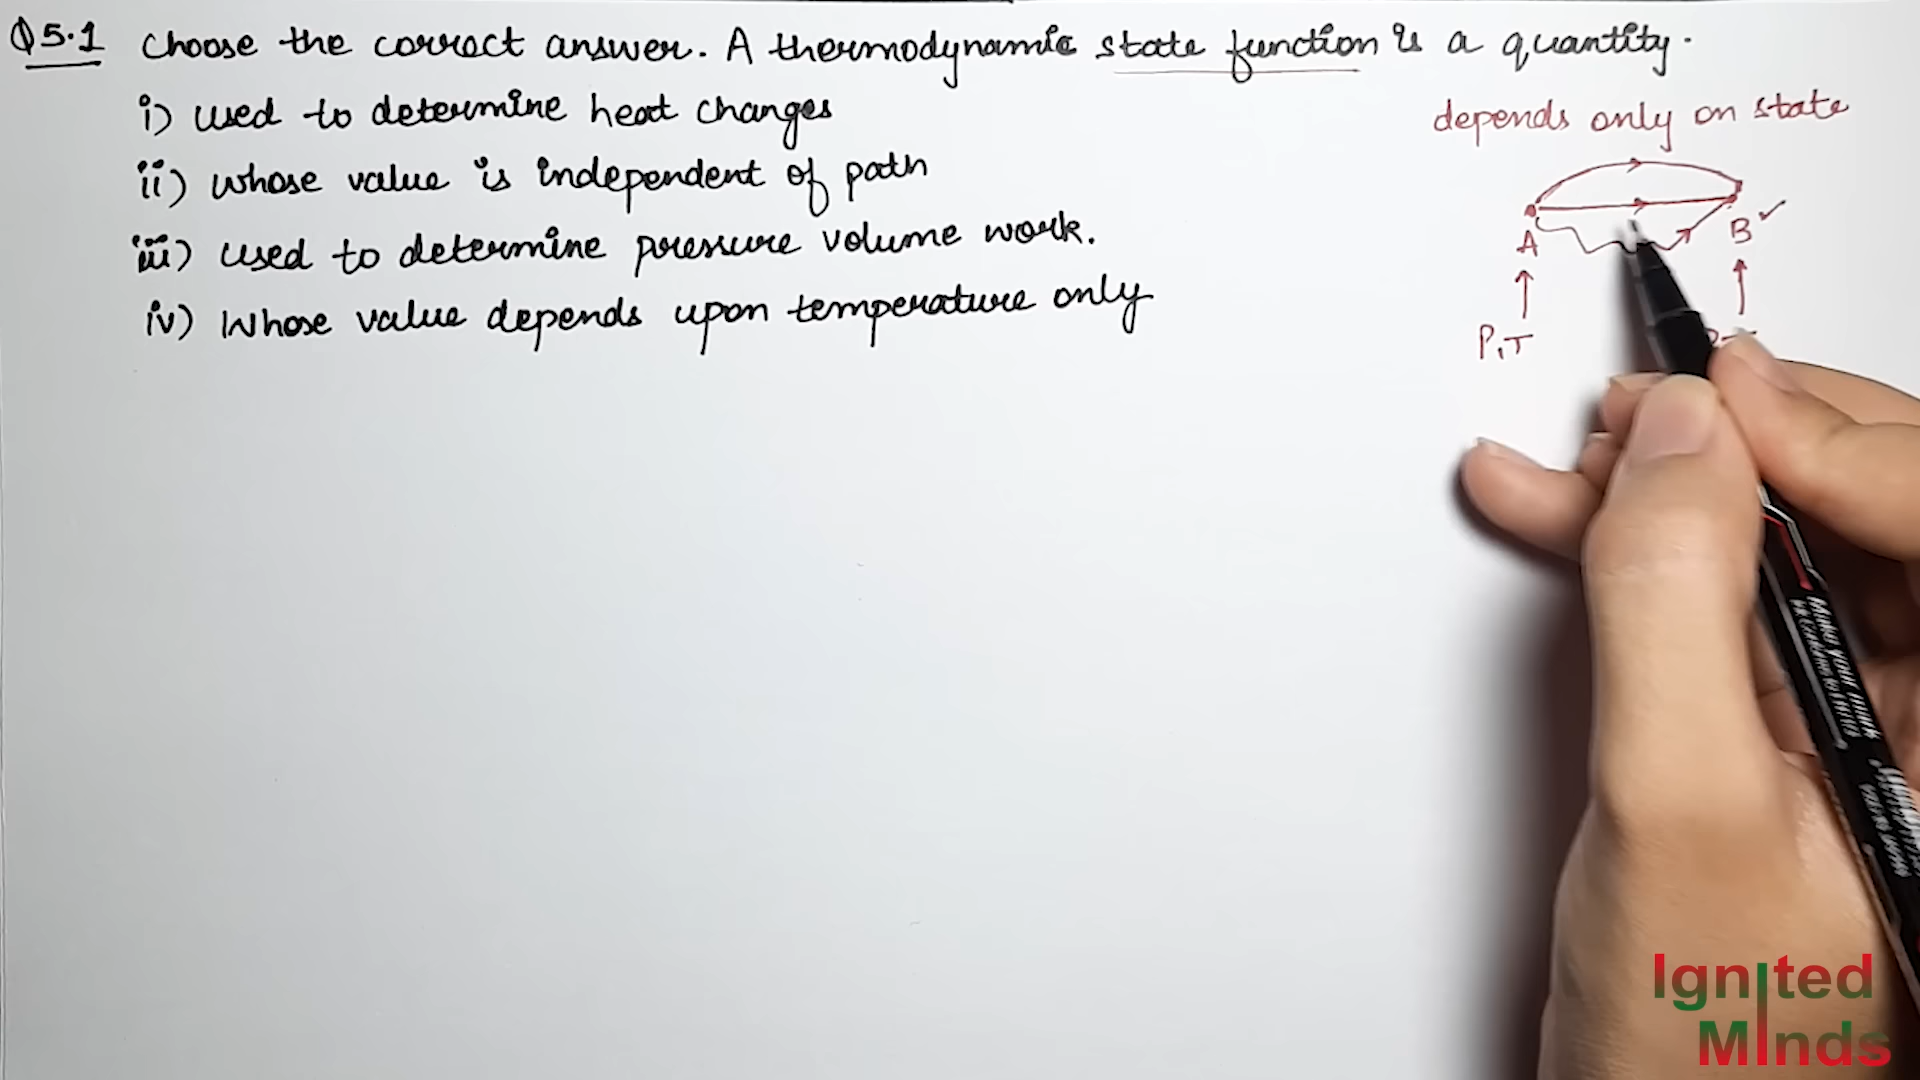 Q5.1 Choose the correct answer. A thermodynamic state function is a quantity.
i) used to determine heat changes
ii) whose value is independent of path
iii) used to determine pressure volume work.
iv) Whose value depends upon temperature only
depends only on state
A B ✓
P,T
Ignited
Minds